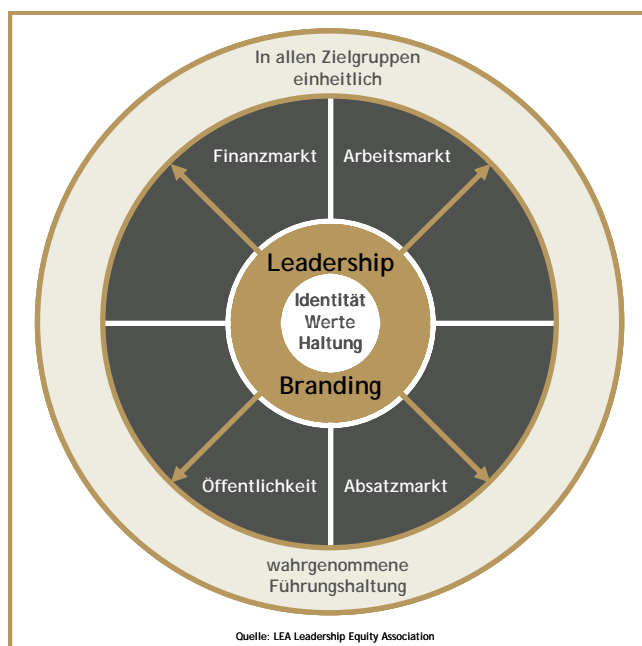 In allen Zielgruppen
einheitlich
Finanzmarkt
Arbeitsmarkt
Leadership
Identität
Werte
Haltung
Branding
Öffentlichkeit
Absatzmarkt
wahrgenommene
Führungshaltung
Quelle: LEA Leadership Equity Association